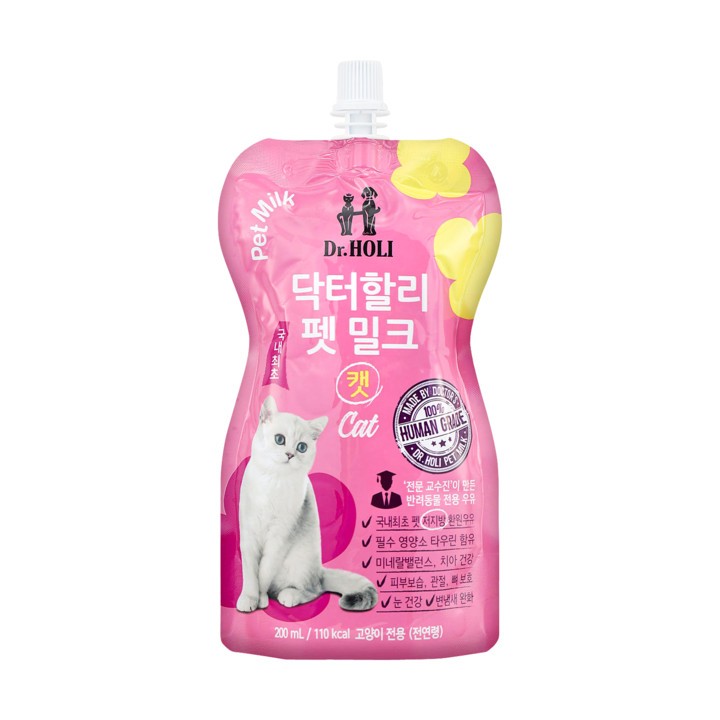 Pet Milk
Dr.HOLI
닥터할리
펫 밀크
국내최초
캣
Cat
MADE BY DOCTOR
100%
HUMAN GRADE
DR. HOLI PET MILK
'전문 교수진'이 만든
반려동물 전용 우유
✓ 국내최초 펫 저지방 환원우유
✓ 필수 영양소 타우린 함유
✓ 미네랄밸런스, 치아 건강
✓ 피부보습, 관절, 뼈 보호
✓ 눈 건강 ✓ 변냄새 완화
200 mL / 110 kcal 고양이 전용 (전연령)